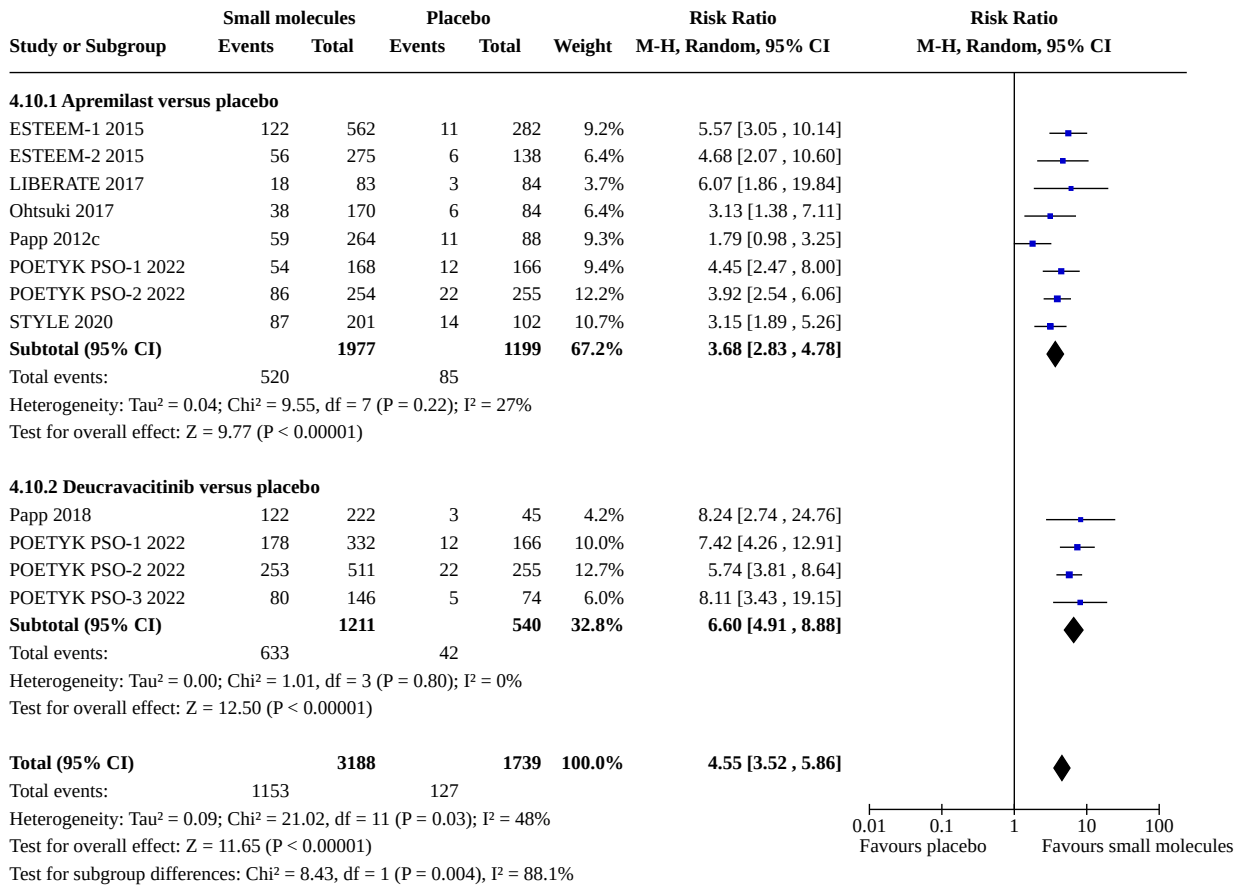 Small molecules Placebo Risk Ratio Risk Ratio
Study or Subgroup Events Total Events Total Weight M-H, Random, 95% CI M-H, Random, 95% CI
4.10.1 Apremilast versus placebo
ESTEEM-1 2015 122 562 11 282 9.2% 5.57 [3.05 , 10.14]
ESTEEM-2 2015 56 275 6 138 6.4% 4.68 [2.07 , 10.60]
LIBERATE 2017 18 83 3 84 3.7% 6.07 [1.86 , 19.84]
Ohtsuki 2017 38 170 6 84 6.4% 3.13 [1.38 , 7.11]
Papp 2012c 59 264 11 88 9.3% 1.79 [0.98 , 3.25]
POETYK PSO-1 2022 54 168 12 166 9.4% 4.45 [2.47 , 8.00]
POETYK PSO-2 2022 86 254 22 255 12.2% 3.92 [2.54 , 6.06]
STYLE 2020 87 201 14 102 10.7% 3.15 [1.89 , 5.26]
Subtotal (95% CI) 1977 1199 67.2% 3.68 [2.83 , 4.78]
Total events: 520 85
Heterogeneity: Tau² = 0.04; Chi² = 9.55, df = 7 (P = 0.22); I² = 27%
Test for overall effect: Z = 9.77 (P < 0.00001)
4.10.2 Deucravacitinib versus placebo
Papp 2018 122 222 3 45 4.2% 8.24 [2.74 , 24.76]
POETYK PSO-1 2022 178 332 12 166 10.0% 7.42 [4.26 , 12.91]
POETYK PSO-2 2022 253 511 22 255 12.7% 5.74 [3.81 , 8.64]
POETYK PSO-3 2022 80 146 5 74 6.0% 8.11 [3.43 , 19.15]
Subtotal (95% CI) 1211 540 32.8% 6.60 [4.91 , 8.88]
Total events: 633 42
Heterogeneity: Tau² = 0.00; Chi² = 1.01, df = 3 (P = 0.80); I² = 0%
Test for overall effect: Z = 12.50 (P < 0.00001)
Total (95% CI) 3188 1739 100.0% 4.55 [3.52 , 5.86]
Total events: 1153 127
Heterogeneity: Tau² = 0.09; Chi² = 21.02, df = 11 (P = 0.03); I² = 48%
0.01 0.1 1 10 100
Test for overall effect: Z = 11.65 (P < 0.00001) Favours placebo Favours small molecules
Test for subgroup differences: Chi² = 8.43, df = 1 (P = 0.004), I² = 88.1%